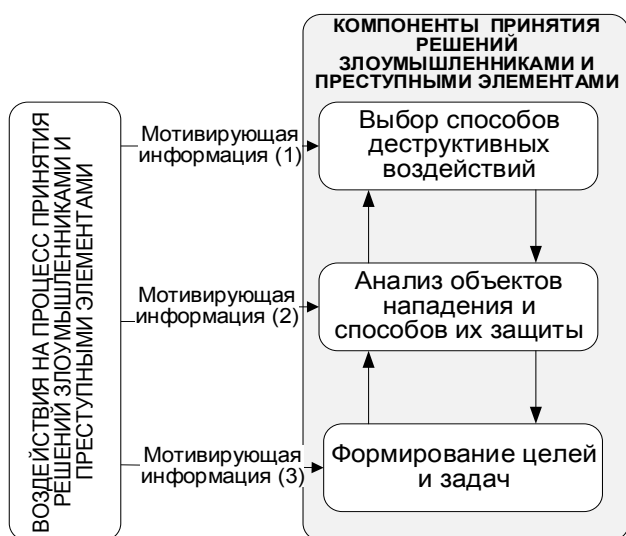 КОМПОНЕНТЫ ПРИНЯТИЯ
РЕШЕНИЙ
ЗЛОУМЫШЛЕННИКАМИ И
ПРЕСТУПНЫМИ ЭЛЕМЕНТАМИ
ВОЗДЕЙСТВИЯ НА ПРОЦЕСС ПРИНЯТИЯ
РЕШЕНИЙ ЗЛОУМЫШЛЕННИКАМИ И
ПРЕСТУПНЫМИ ЭЛЕМЕНТАМИ
Мотивирующая
информация (1)
Выбор способов
деструктивных
воздействий
Мотивирующая
информация (2)
Анализ объектов
нападения и
способов их защиты
Мотивирующая
информация (3)
Формирование целей
и задач